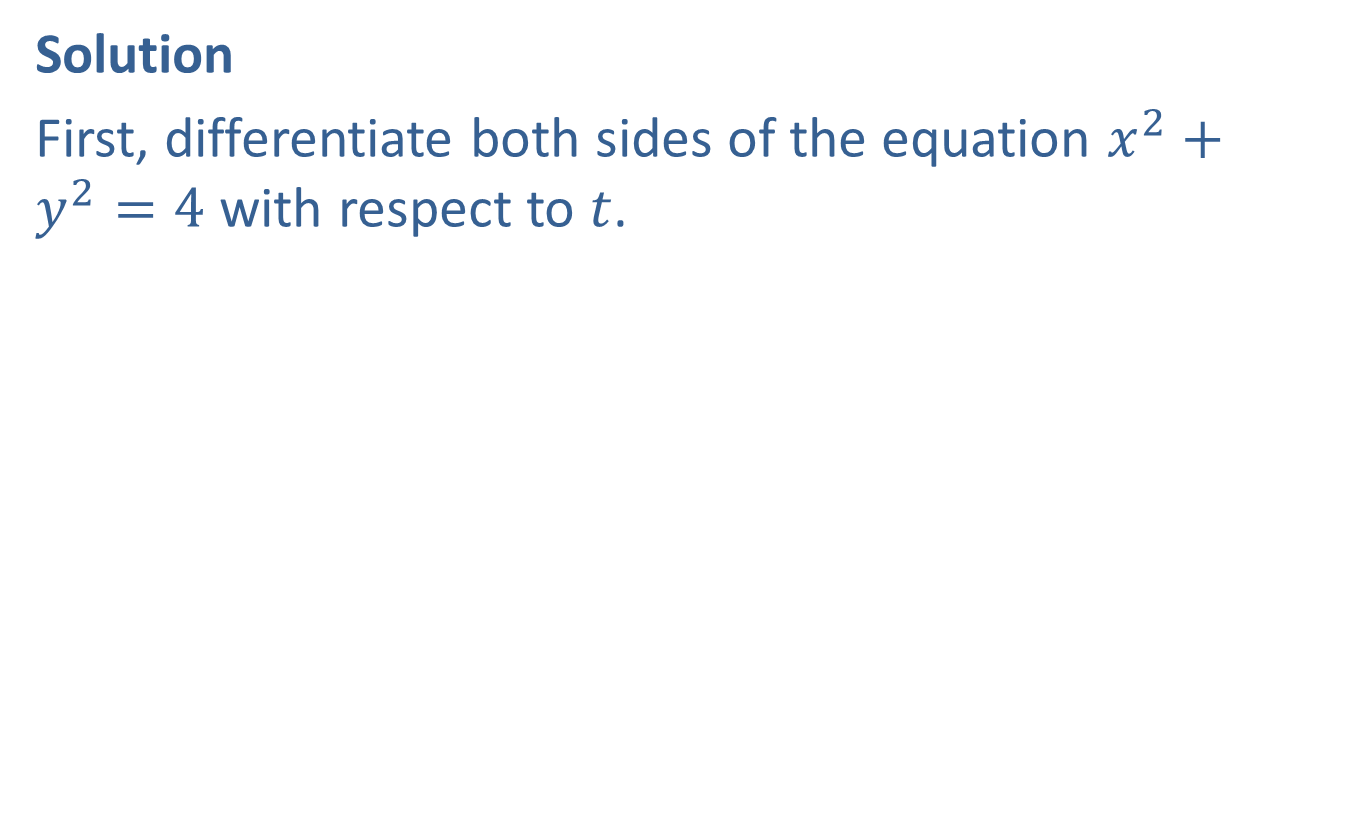 Solution
First, differentiate both sides of the equation x² +
y² = 4 with respect to t.